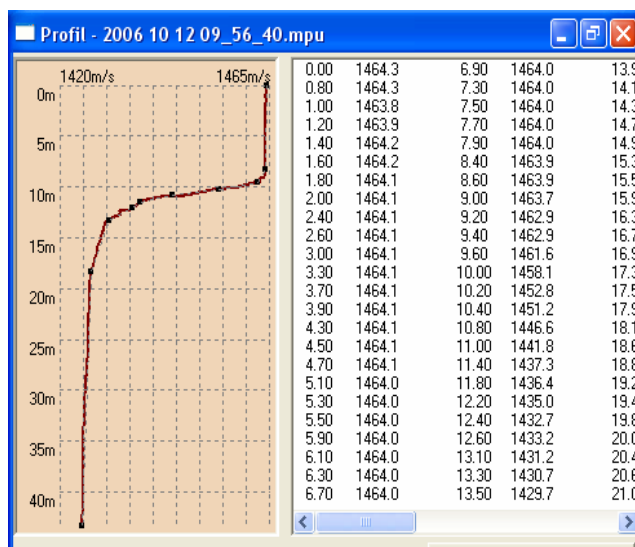 Profil - 2006 10 12 09_56_40.mpu
1420m/s 1465m/s
0m
5m
10m
15m
20m
25m
30m
35m
40m
0.00 1464.3 6.90 1464.0
0.80 1464.3 7.30 1464.0
1.00 1463.8 7.50 1464.0
1.20 1463.9 7.70 1464.0
1.40 1464.2 7.90 1464.0
1.60 1464.2 8.40 1463.9
1.80 1464.1 8.60 1463.9
2.00 1464.1 9.00 1463.7
2.40 1464.1 9.20 1462.9
2.60 1464.1 9.40 1462.9
3.00 1464.1 9.60 1461.6
3.30 1464.1 10.00 1458.1
3.70 1464.1 10.20 1452.8
3.90 1464.1 10.40 1451.2
4.30 1464.1 10.80 1446.6
4.50 1464.1 11.00 1441.8
4.70 1464.1 11.40 1437.3
5.10 1464.0 11.80 1436.4
5.30 1464.0 12.20 1435.0
5.50 1464.0 12.40 1432.7
5.90 1464.0 12.60 1433.2
6.10 1464.0 13.10 1431.2
6.30 1464.0 13.30 1430.7
6.70 1464.0 13.50 1429.7